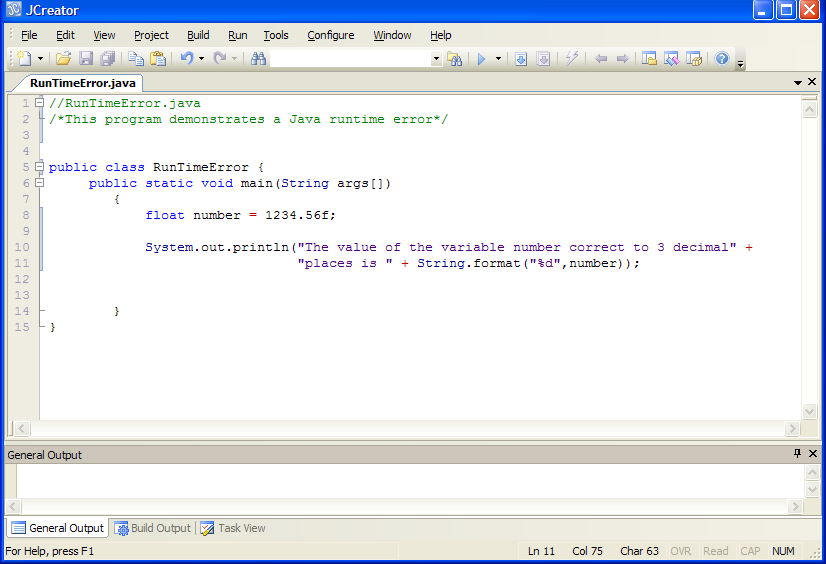 JCreator
File Edit View Project Build Run Tools Configure Window Help
RunTimeError.java
1 //RunTimeError.java
2 /*This program demonstrates a Java runtime error*/
3
4
5 public class RunTimeError {
6 public static void main(String args[])
7 {
8 float number = 1234.56f;
9
10 System.out.println("The value of the variable number correct to 3 decimal" +
11 "places is " + String.format("%d",number));
12
13
14 }
15 }
General Output
General Output Build Output Task View
For Help, press F1 Ln 11 Col 75 Char 63 OVR Read CAP NUM